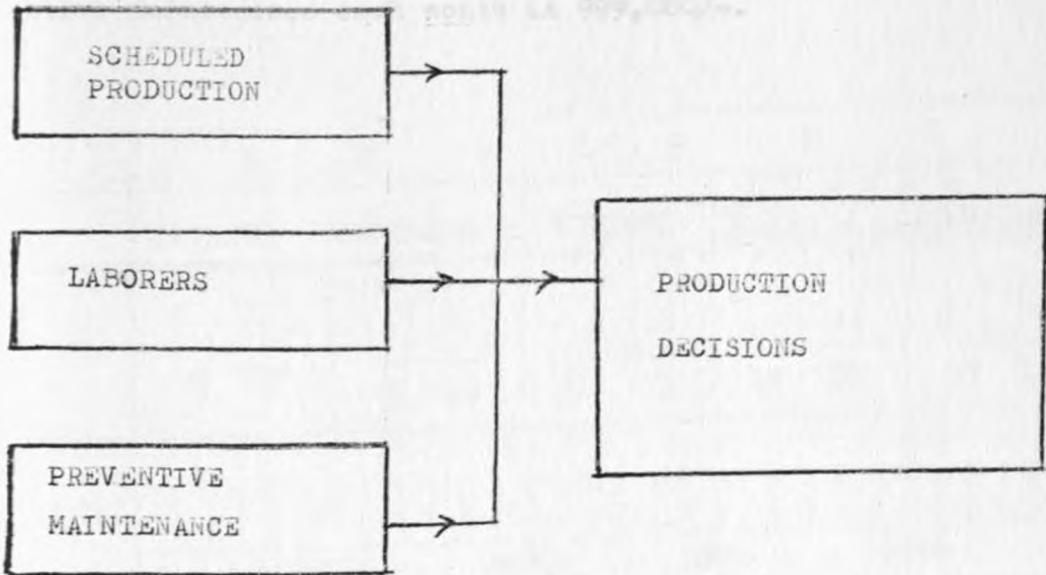 SCHEDULED
PRODUCTION
LABORERS
PRODUCTION
DECISIONS
PREVENTIVE
MAINTENANCE